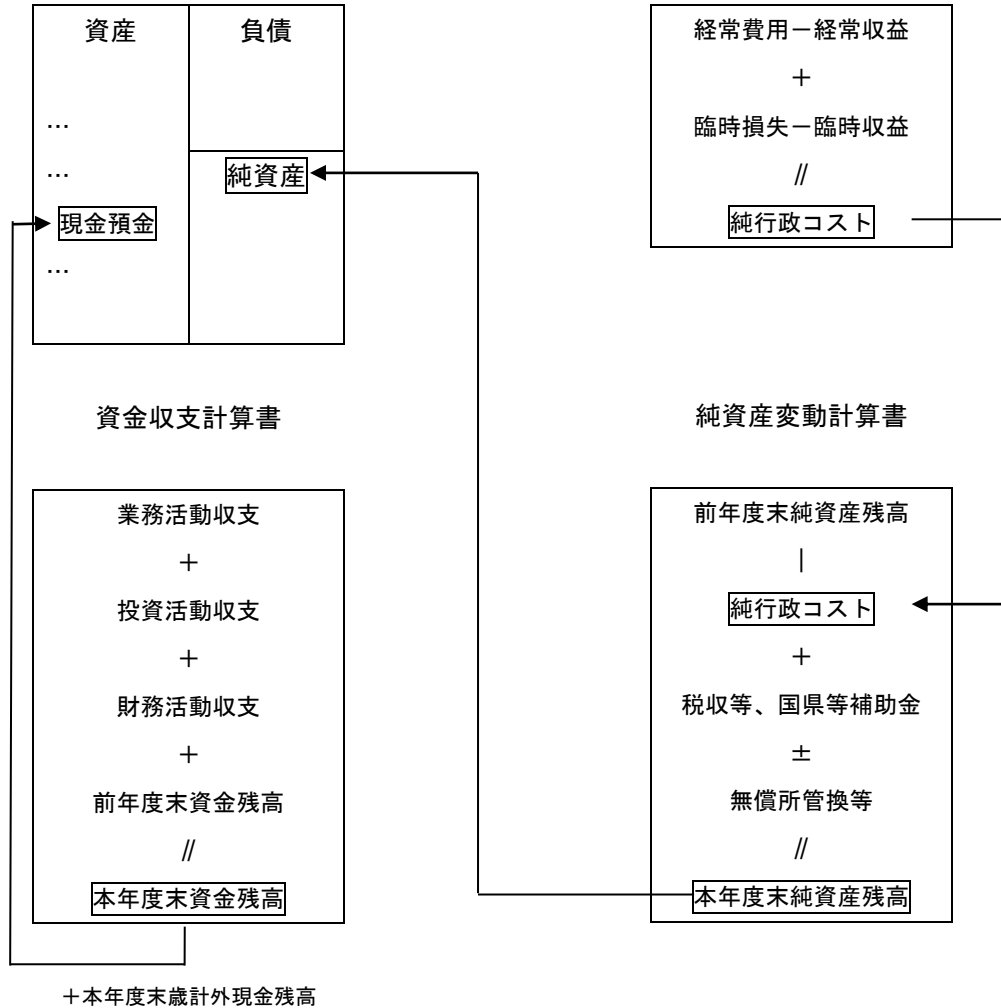 資産
負債
…
…
純資産
現金預金
…
経常費用－経常収益
＋
臨時損失－臨時収益
//
純行政コスト
資金収支計算書
業務活動収支
＋
投資活動収支
＋
財務活動収支
＋
前年度末資金残高
//
本年度末資金残高
＋本年度末歳計外現金残高
純資産変動計算書
前年度末純資産残高
｜
純行政コスト
＋
税収等、国県等補助金
±
無償所管換等
//
本年度末純資産残高